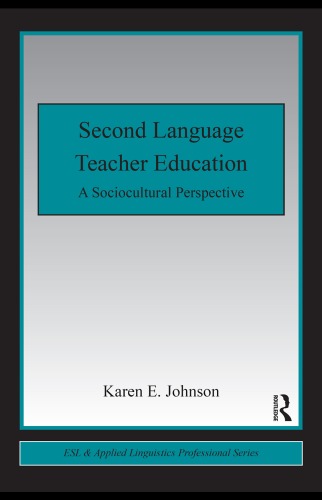 Second Language
Teacher Education
A Sociocultural Perspective
Karen E. Johnson
ROUTLEDGE
ESL & Applied Linguistics Professional Series